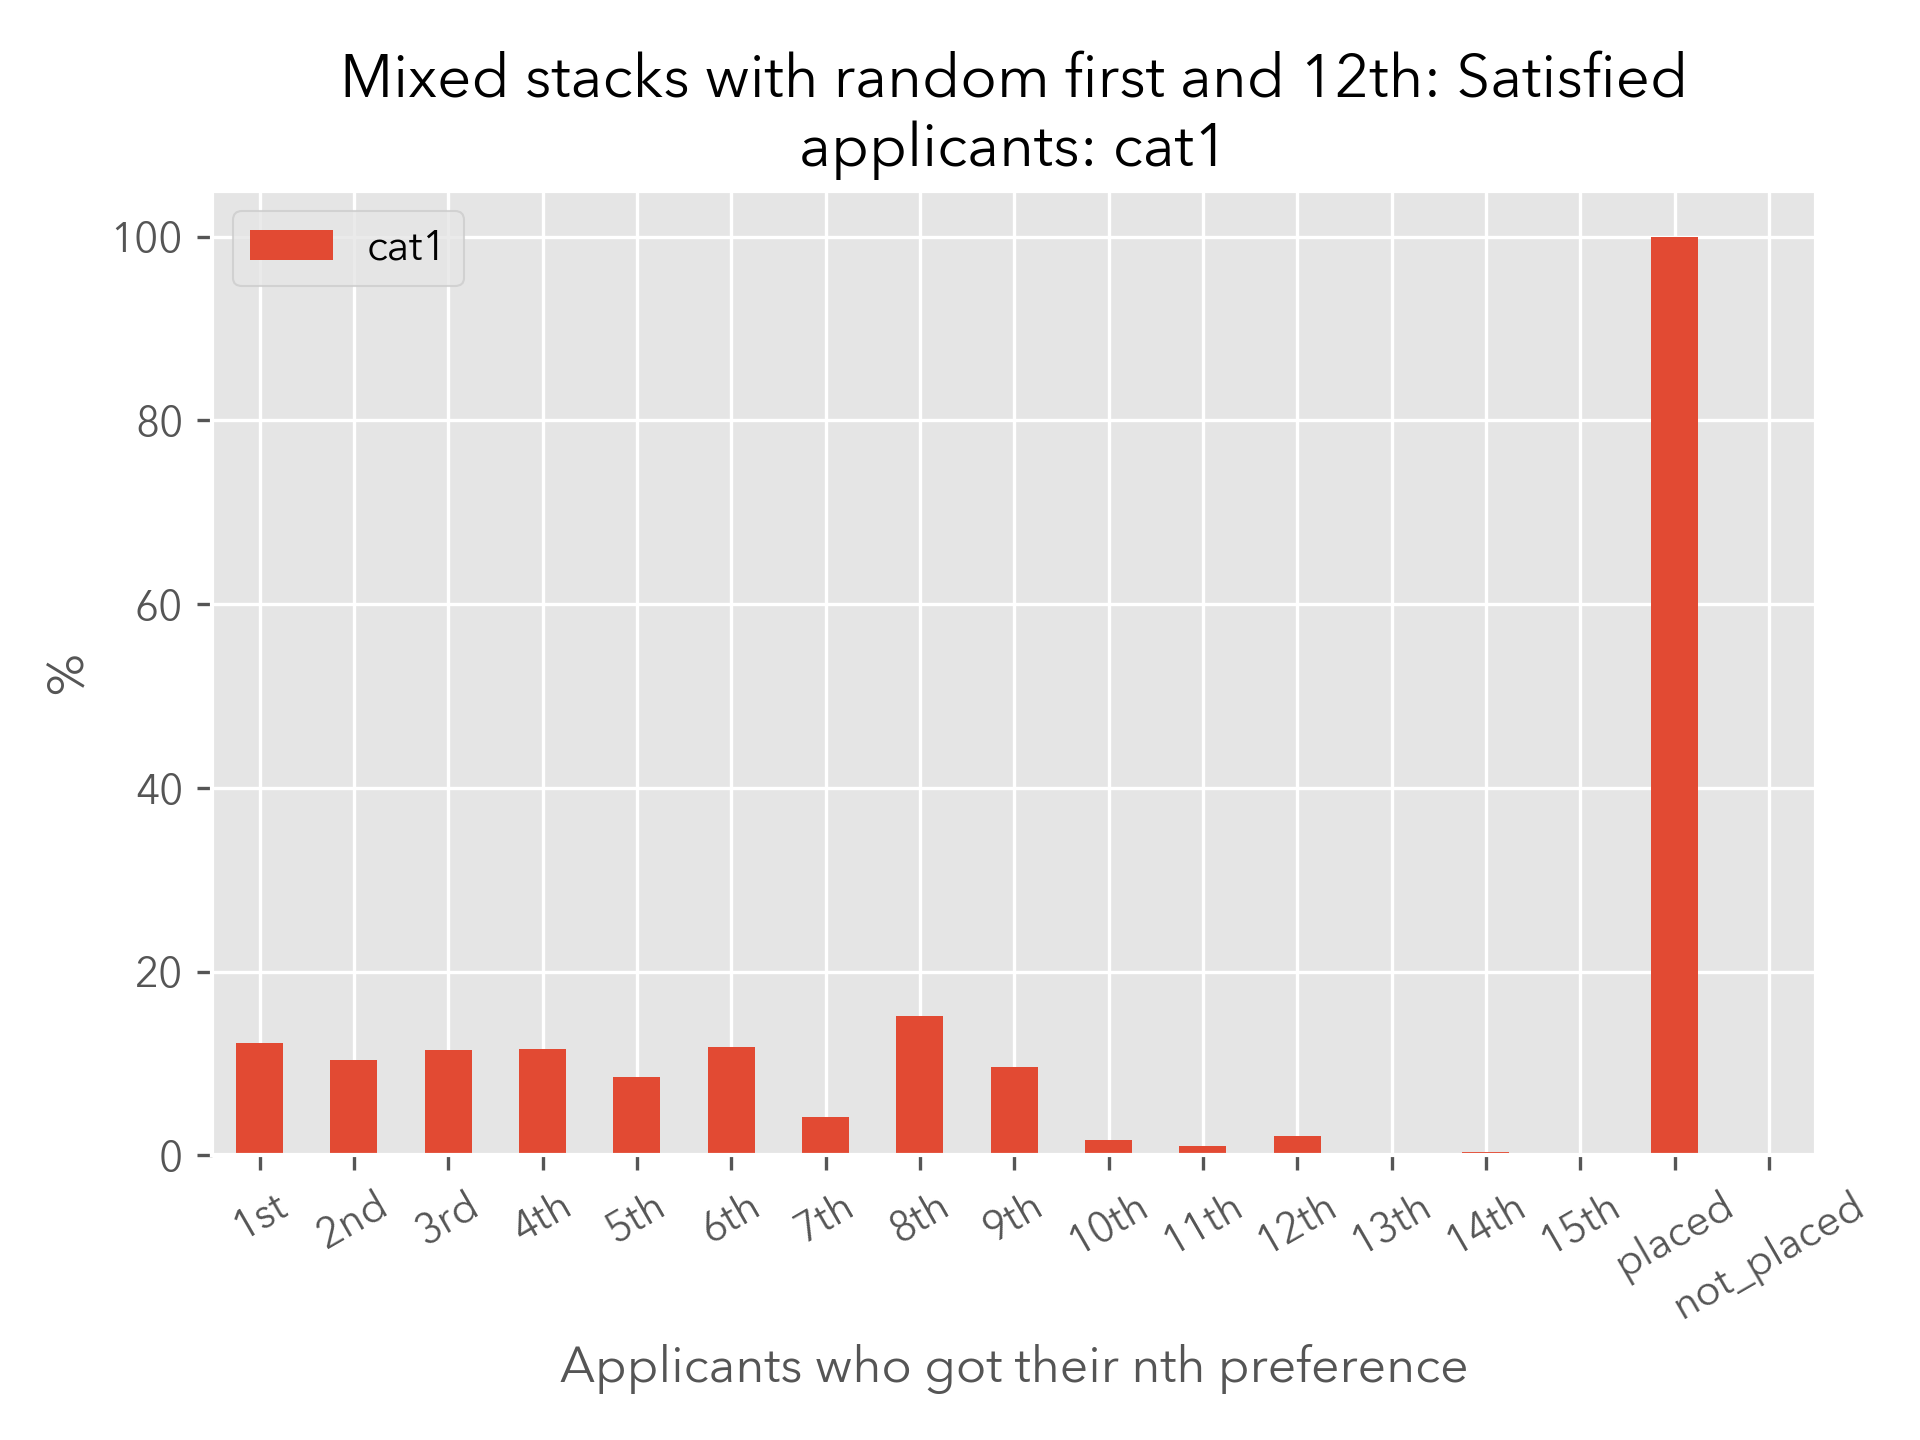 Mixed stacks with random first and 12th: Satisfied
applicants: cat1
cat1
100
80
60
40
20
0
%
1st
2nd
3rd
4th
5th
6th
7th
8th
9th
10th
11th
12th
13th
14th
15th
placed
not_placed
Applicants who got their nth preference